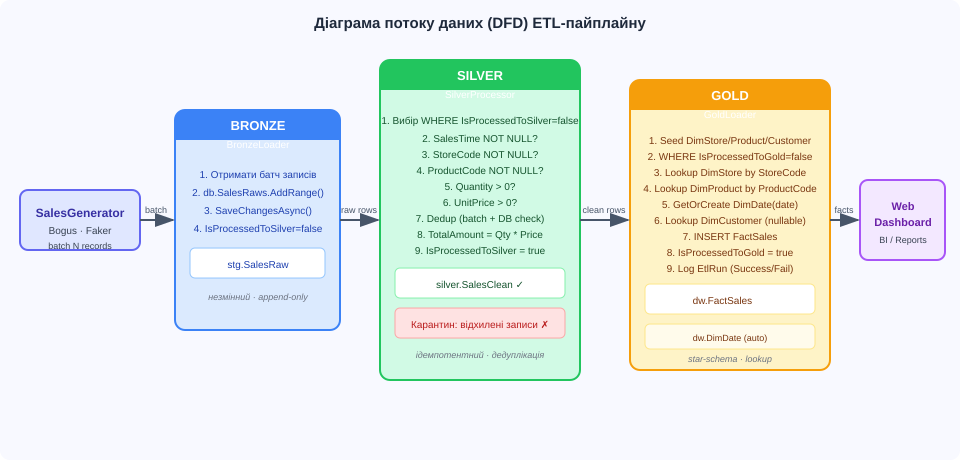 Діаграма потоку даних (DFD) ETL-пайплайну
SalesGenerator
Bogus · Faker
batch N records
batch
BRONZE
BronzeLoader
1. Отримати батч записів
2. db.SalesRaws.AddRange()
3. SaveChangesAsync()
4. IsProcessedToSilver=false
stg.SalesRaw
незмінний · append-only
raw rows
SILVER
SilverProcessor
1. Вибір WHERE IsProcessedToSilver=false
2. SalesTime NOT NULL?
3. StoreCode NOT NULL?
4. ProductCode NOT NULL?
5. Quantity > 0?
6. UnitPrice > 0?
7. Dedup (batch + DB check)
8. TotalAmount = Qty * Price
9. IsProcessedToSilver = true
silver.SalesClean ✓
Карантин: відхилені записи ✗
ідемпотентний · дедуплікація
clean rows
GOLD
GoldLoader
1. Seed DimStore/Product/Customer
2. WHERE IsProcessedToGold=false
3. Lookup DimStore by StoreCode
4. Lookup DimProduct by ProductCode
5. GetOrCreate DimDate(date)
6. Lookup DimCustomer (nullable)
7. INSERT FactSales
8. IsProcessedToGold = true
9. Log EtlRun (Success/Fail)
dw.FactSales
dw.DimDate (auto)
star-schema · lookup
facts
Web
Dashboard
BI / Reports